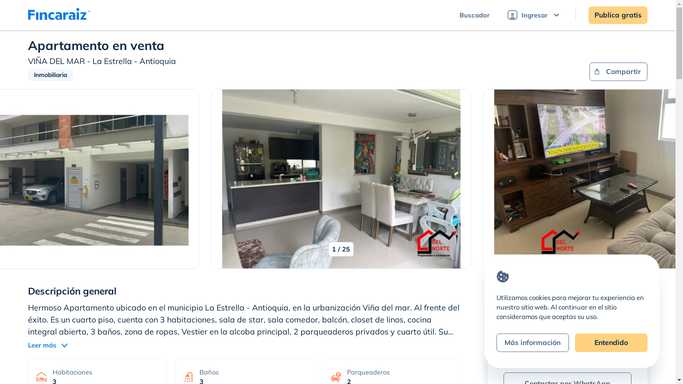 Fincaraiz
Buscador
Ingresar
Publica gratis
Apartamento en venta
VIÑA DEL MAR - La Estrella - Antioquia
Inmobiliaria
Compartir
1 / 25
DEL
NORTE
DEL
NORTE
Descripción general
Hermoso Apartamento ubicado en el municipio La Estrella - Antioquia, en la urbanización Viña del mar. Al frente del
éxito. Es un cuarto piso, cuenta con 3 habitaciones, sala de star, sala comedor, balcón, closet de linos, cocina
integral abierta, 3 baños, zona de ropas, Vestier en la alcoba principal, 2 parqueaderos privados y cuarto útil. Su...
Leer más
Habitaciones
3
Baños
3
Parqueaderos
2
Utilizamos cookies para mejorar tu experiencia en
nuestro sitio web. Al continuar en el sitio
consideramos que aceptas su uso.
Más información
Entendido
Contactar por WhatsApp